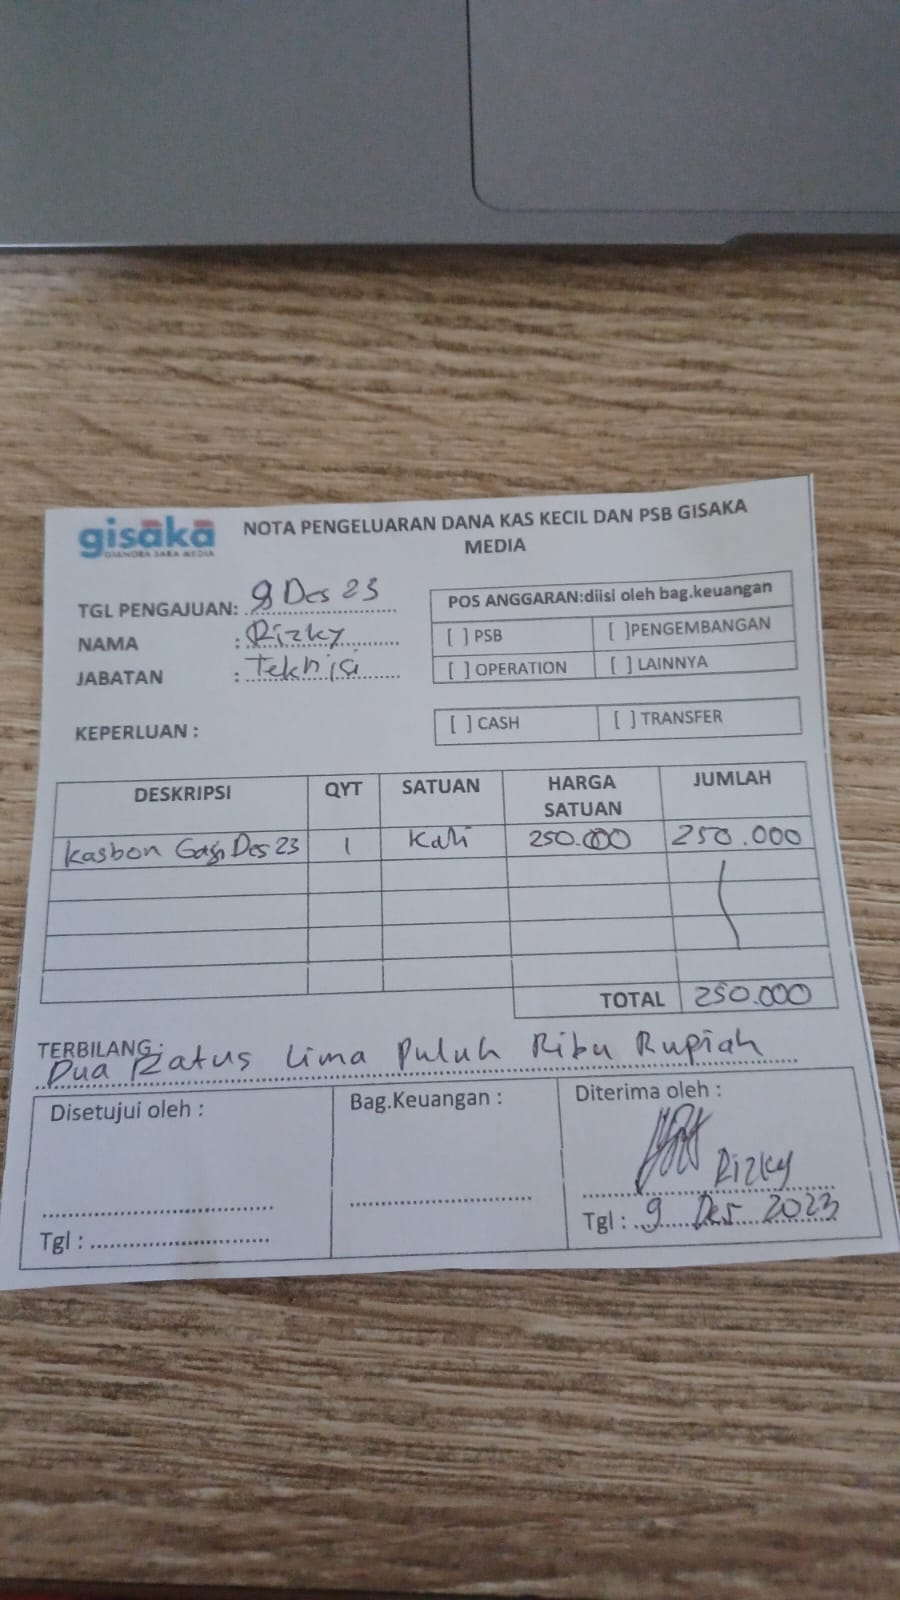 gisaka
GIANDRA SAKA MEDIA
NOTA PENGELUARAN DANA KAS KECIL DAN PSB GISAKA
MEDIA
TGL PENGAJUAN: 9 Des 23
NAMA : Rizky
JABATAN : Teknisi
KEPERLUAN :
POS ANGGARAN:diisi oleh bag.keuangan
[ ] PSB [ ]PENGEMBANGAN
[ ] OPERATION [ ] LAINNYA
[ ] CASH [ ] TRANSFER
DESKRIPSI QYT SATUAN HARGA SATUAN JUMLAH
Kasbon Gaji Des 23 1 Kali 250.000 250.000
TOTAL 250.000
TERBILANG :
Dua Ratus Lima Puluh Ribu Rupiah
Disetujui oleh : Bag.Keuangan : Diterima oleh :
Rizky
Tgl : Tgl : 9 Des 2023